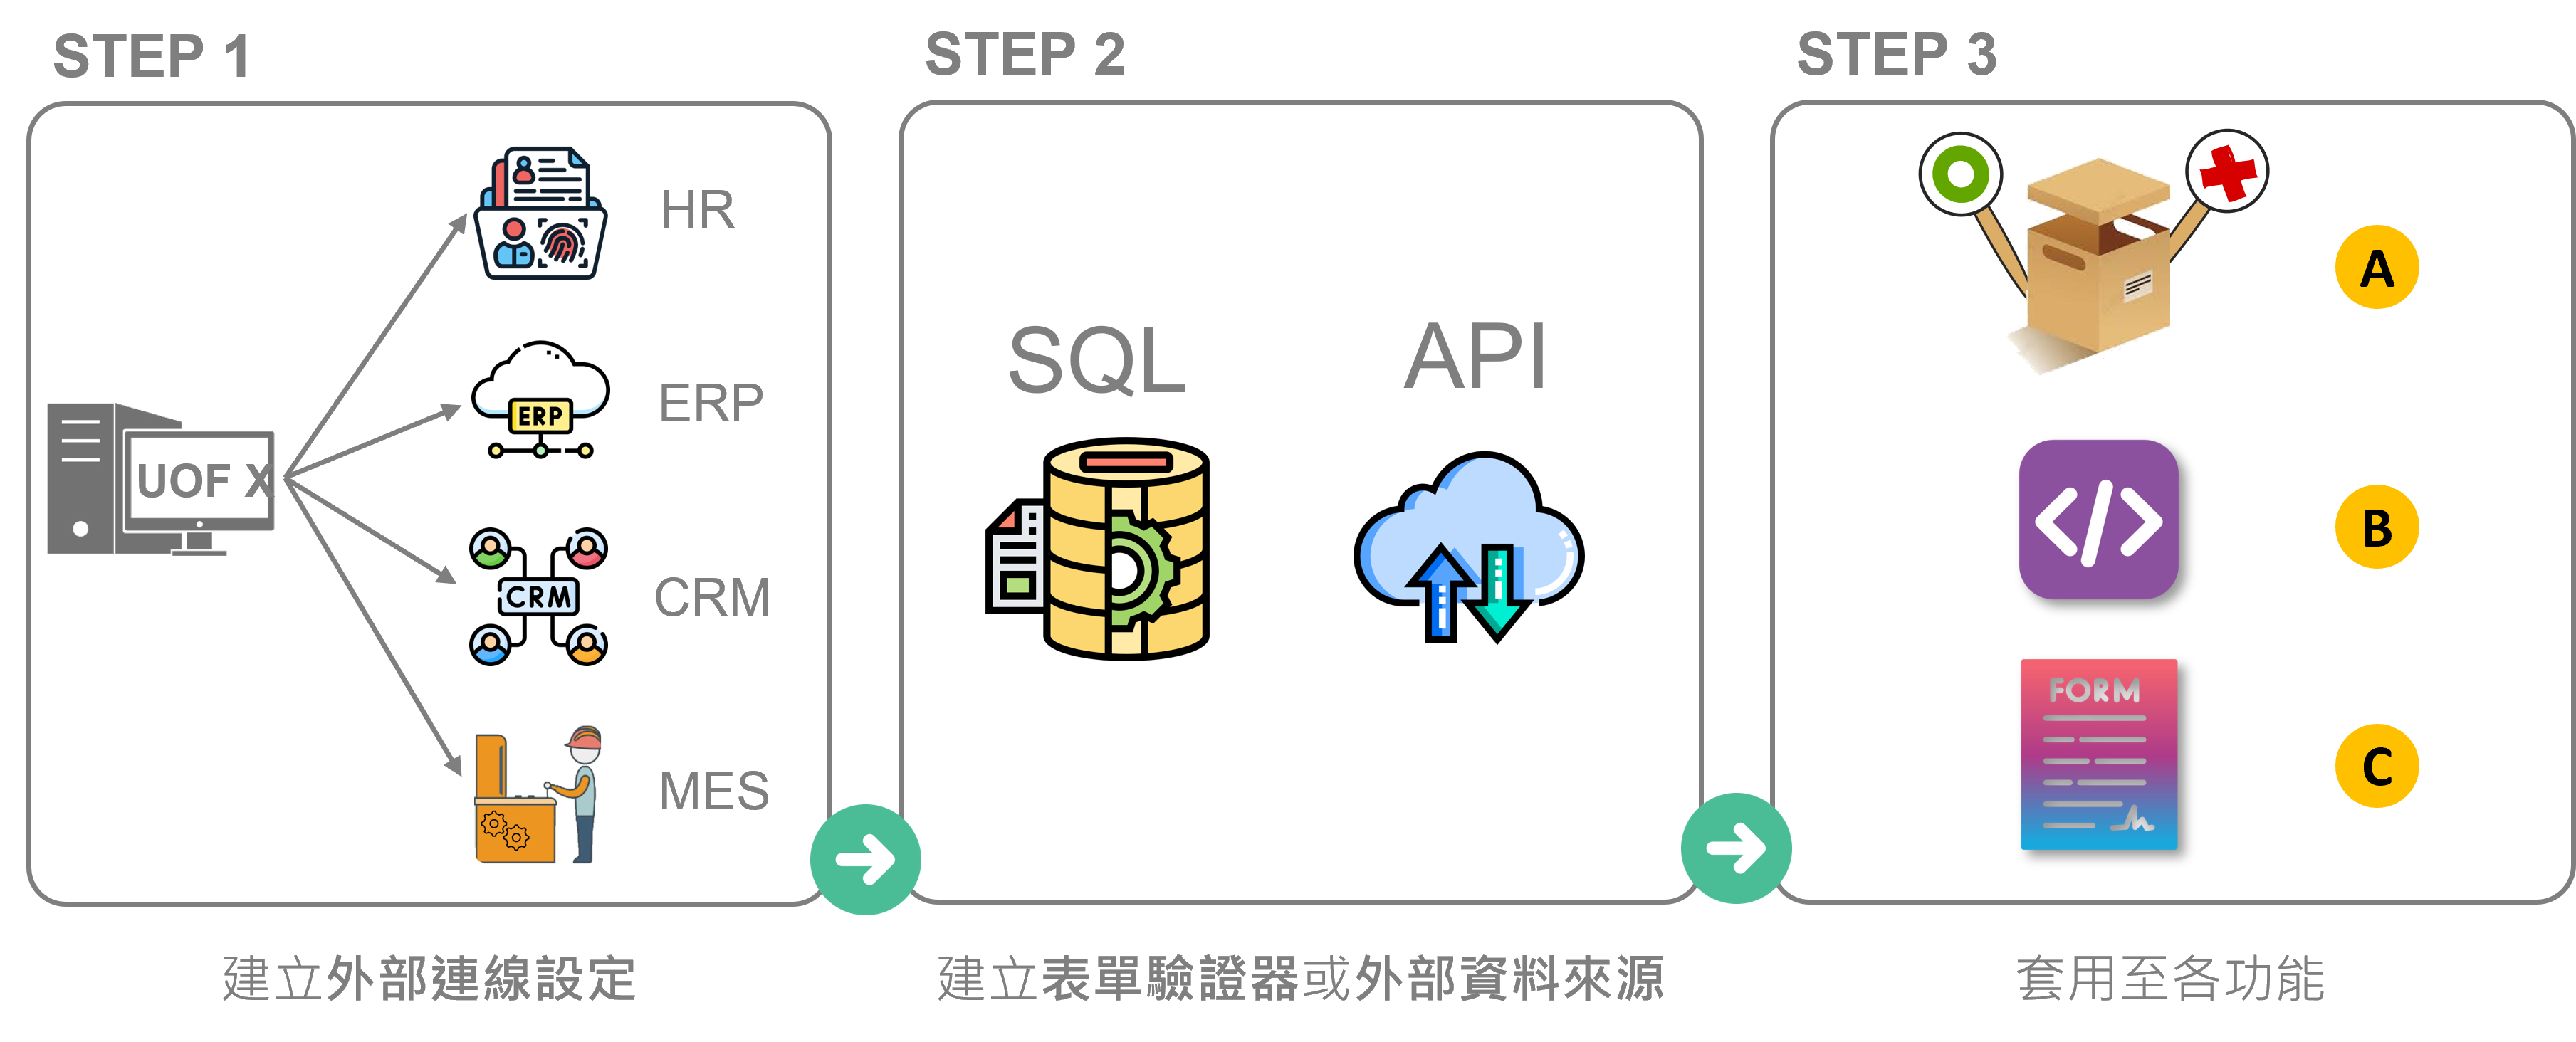 STEP 1
HR
ERP
ERP
UOF X
CRM
CRM
MES
建立外部連線設定
STEP 2
SQL
API
建立表單驗證器或外部資料來源
STEP 3
A
B
FORM
C
套用至各功能